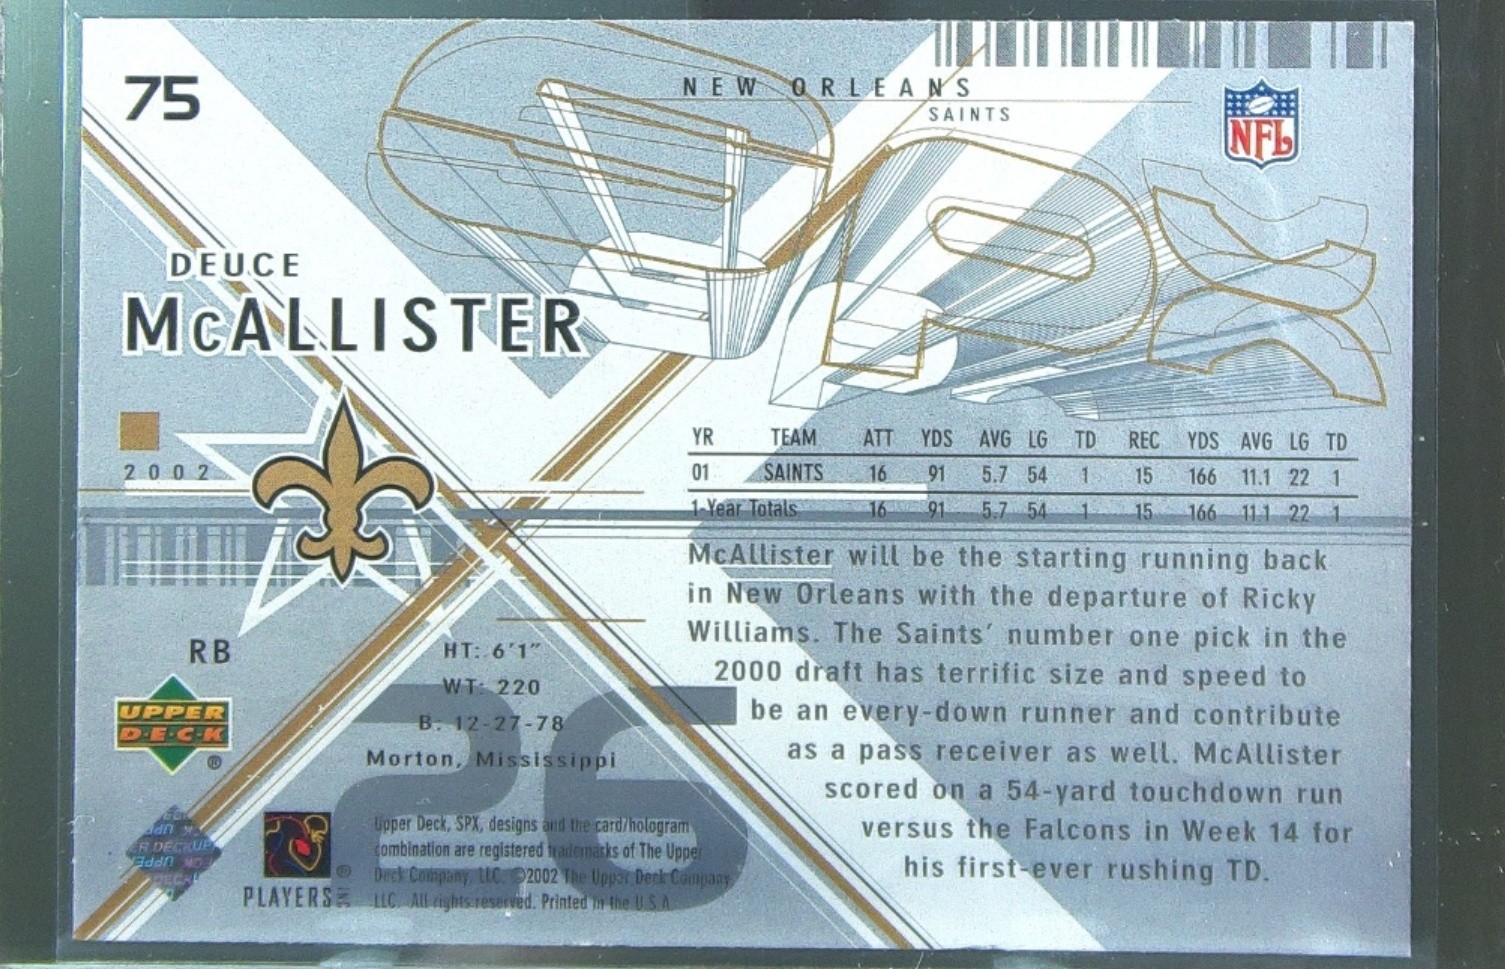 75
NEW ORLEANS
SAINTS
NFL
DEUCE
McALLISTER
2002
YR TEAM ATT YDS AVG LG TD REC YDS AVG LG TD
01 SAINTS 16 91 5.7 54 1 15 166 11.1 22 1
1-Year Totals 16 91 5.7 54 1 15 166 11.1 22 1
McAllister will be the starting running back
in New Orleans with the departure of Ricky
Williams. The Saints' number one pick in the
2000 draft has terrific size and speed to
be an every-down runner and contribute
as a pass receiver as well. McAllister
scored on a 54-yard touchdown run
versus the Falcons in Week 14 for
his first-ever rushing TD.
RB
HT: 6'1"
WT: 220
B: 12-27-78
Morton, Mississippi
26
UPPER
D·E·C·K
®
PLAYERS INC ®
Upper Deck, SPX, designs and the card/hologram
combination are registered trademarks of The Upper
Deck Company, LLC. ©2002 The Upper Deck Company,
LLC. All rights reserved. Printed in the U.S.A.